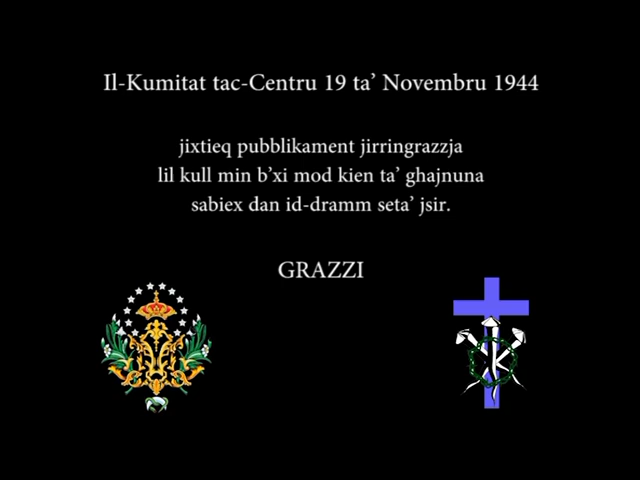 Il-Kumitat tac-Centru 19 ta’ Novembru 1944
jixtieq pubblikament jirringrazzja
lil kull min b’xi mod kien ta’ ghajnuna
sabiex dan id-dramm seta’ jsir.
GRAZZI